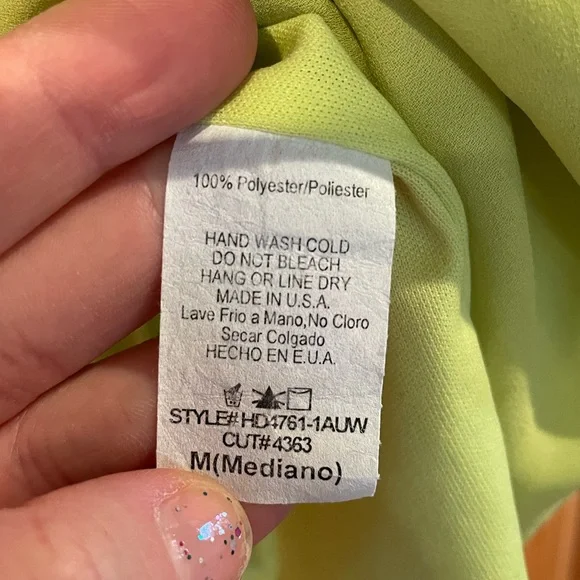 100% Polyester/Poliester
HAND WASH COLD
DO NOT BLEACH
HANG OR LINE DRY
MADE IN U.S.A.
Lave Frio a Mano,No Cloro
Secar Colgado
HECHO EN E.U.A.
STYLE# HD4761-1AUW
CUT#4363
M(Mediano)